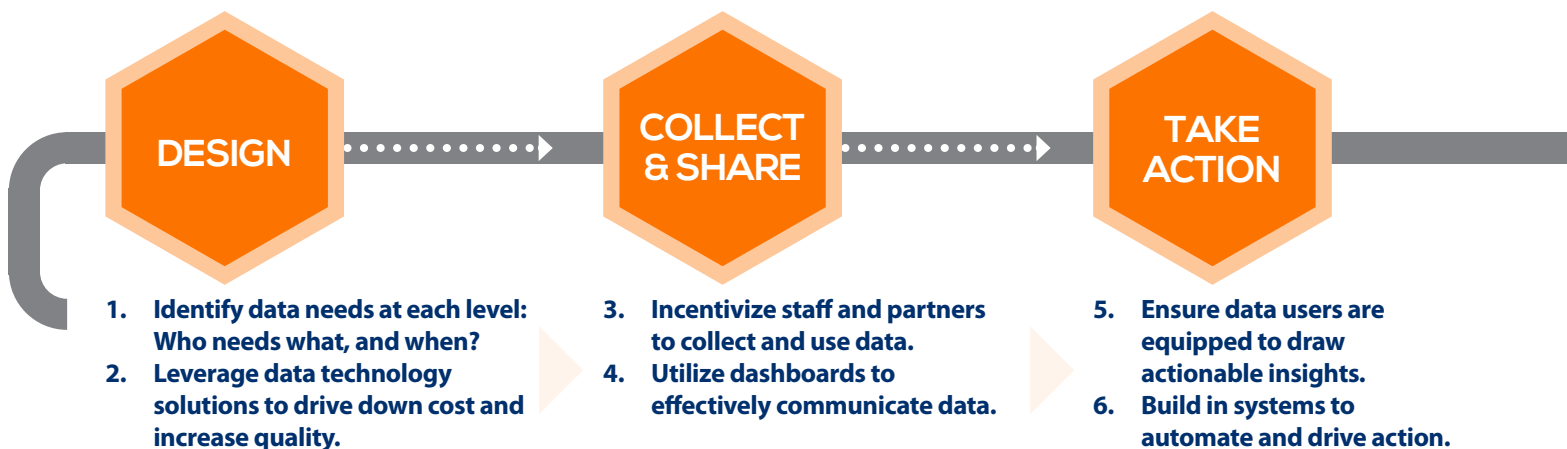 DESIGN
1. Identify data needs at each level:
Who needs what, and when?
2. Leverage data technology
solutions to drive down cost and
increase quality.
COLLECT
& SHARE
3. Incentivize staff and partners
to collect and use data.
4. Utilize dashboards to
effectively communicate data.
TAKE
ACTION
5. Ensure data users are
equipped to draw
actionable insights.
6. Build in systems to
automate and drive action.